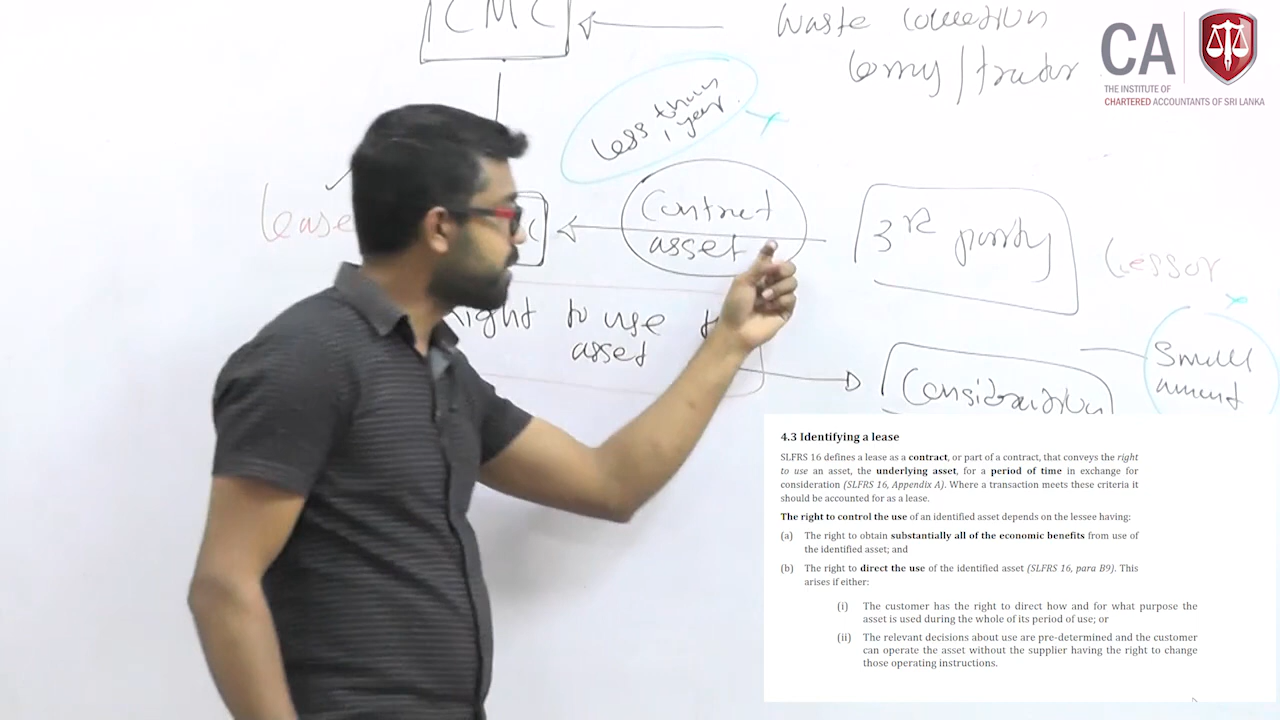 CMC
waste collection
lorry/tractor
CA
THE INSTITUTE OF
CHARTERED ACCOUNTANTS OF SRI LANKA
less than
1 year.
lease
Contract
asset
3rd party
Lessor
Right to use
asset
Consideration
Small
amount
4.3 Identifying a lease
SLFRS 16 defines a lease as a contract, or part of a contract, that conveys the right
to use an asset, the underlying asset, for a period of time in exchange for
consideration (SLFRS 16, Appendix A). Where a transaction meets these criteria it
should be accounted for as a lease.
The right to control the use of an identified asset depends on the lessee having:
(a) The right to obtain substantially all of the economic benefits from use of
the identified asset; and
(b) The right to direct the use of the identified asset (SLFRS 16, para B9). This
arises if either:
(i) The customer has the right to direct how and for what purpose the
asset is used during the whole of its period of use; or
(ii) The relevant decisions about use are pre-determined and the customer
can operate the asset without the supplier having the right to change
those operating instructions.